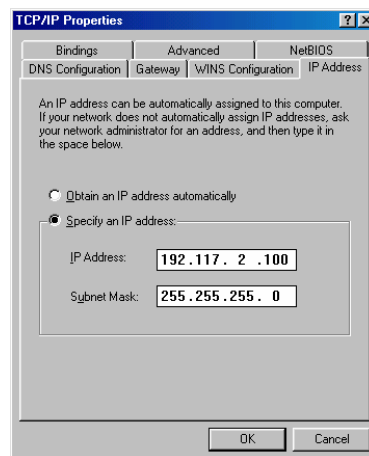 TCP/IP Properties
Bindings Advanced NetBIOS
DNS Configuration Gateway WINS Configuration IP Address
An IP address can be automatically assigned to this computer.
If your network does not automatically assign IP addresses, ask
your network administrator for an address, and then type it in
the space below.
Obtain an IP address automatically
Specify an IP address:
IP Address: 192.117. 2 .100
Subnet Mask: 255.255.255. 0
OK Cancel